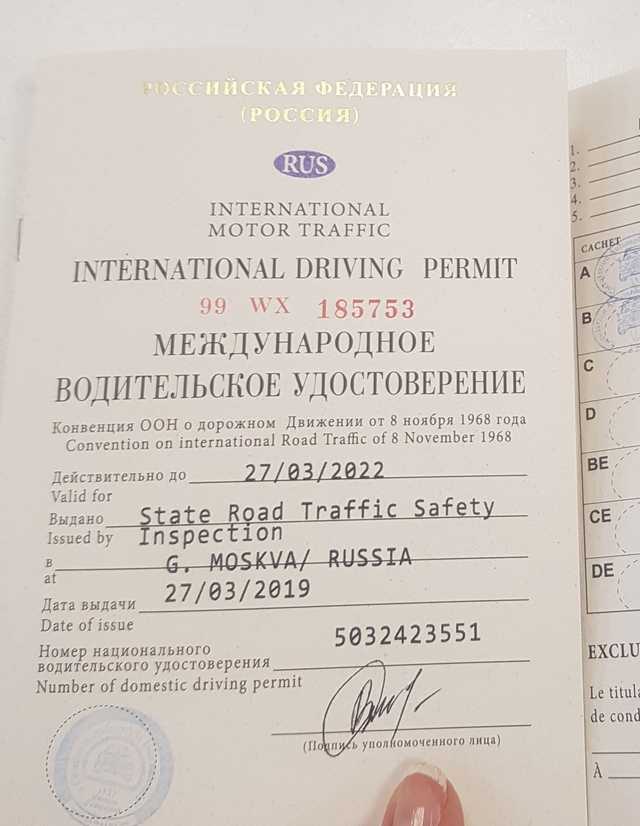 РОССИЙСКАЯ ФЕДЕРАЦИЯ
(РОССИЯ)
RUS
INTERNATIONAL
MOTOR TRAFFIC
INTERNATIONAL DRIVING PERMIT
99 WX 185753
МЕЖДУНАРОДНОЕ
ВОДИТЕЛЬСКОЕ УДОСТОВЕРЕНИЕ
Конвенция ООН о дорожном Движении от 8 ноября 1968 года
Convention on international Road Traffic of 8 November 1968
Действительно до 27/03/2022
Valid for
Выдано State Road Traffic Safety
Issued by Inspection
в G. MOSKVA/ RUSSIA
at
Дата выдачи 27/03/2019
Date of issue
Номер национального 5032423551
водительского удостоверения
Number of domestic driving permit
(Подпись уполномоченного лица)
1.
2.
3.
4.
5.
CACHET
A
B
C
D
BE
CE
DE
EXCLU
Le titula
de cond
À